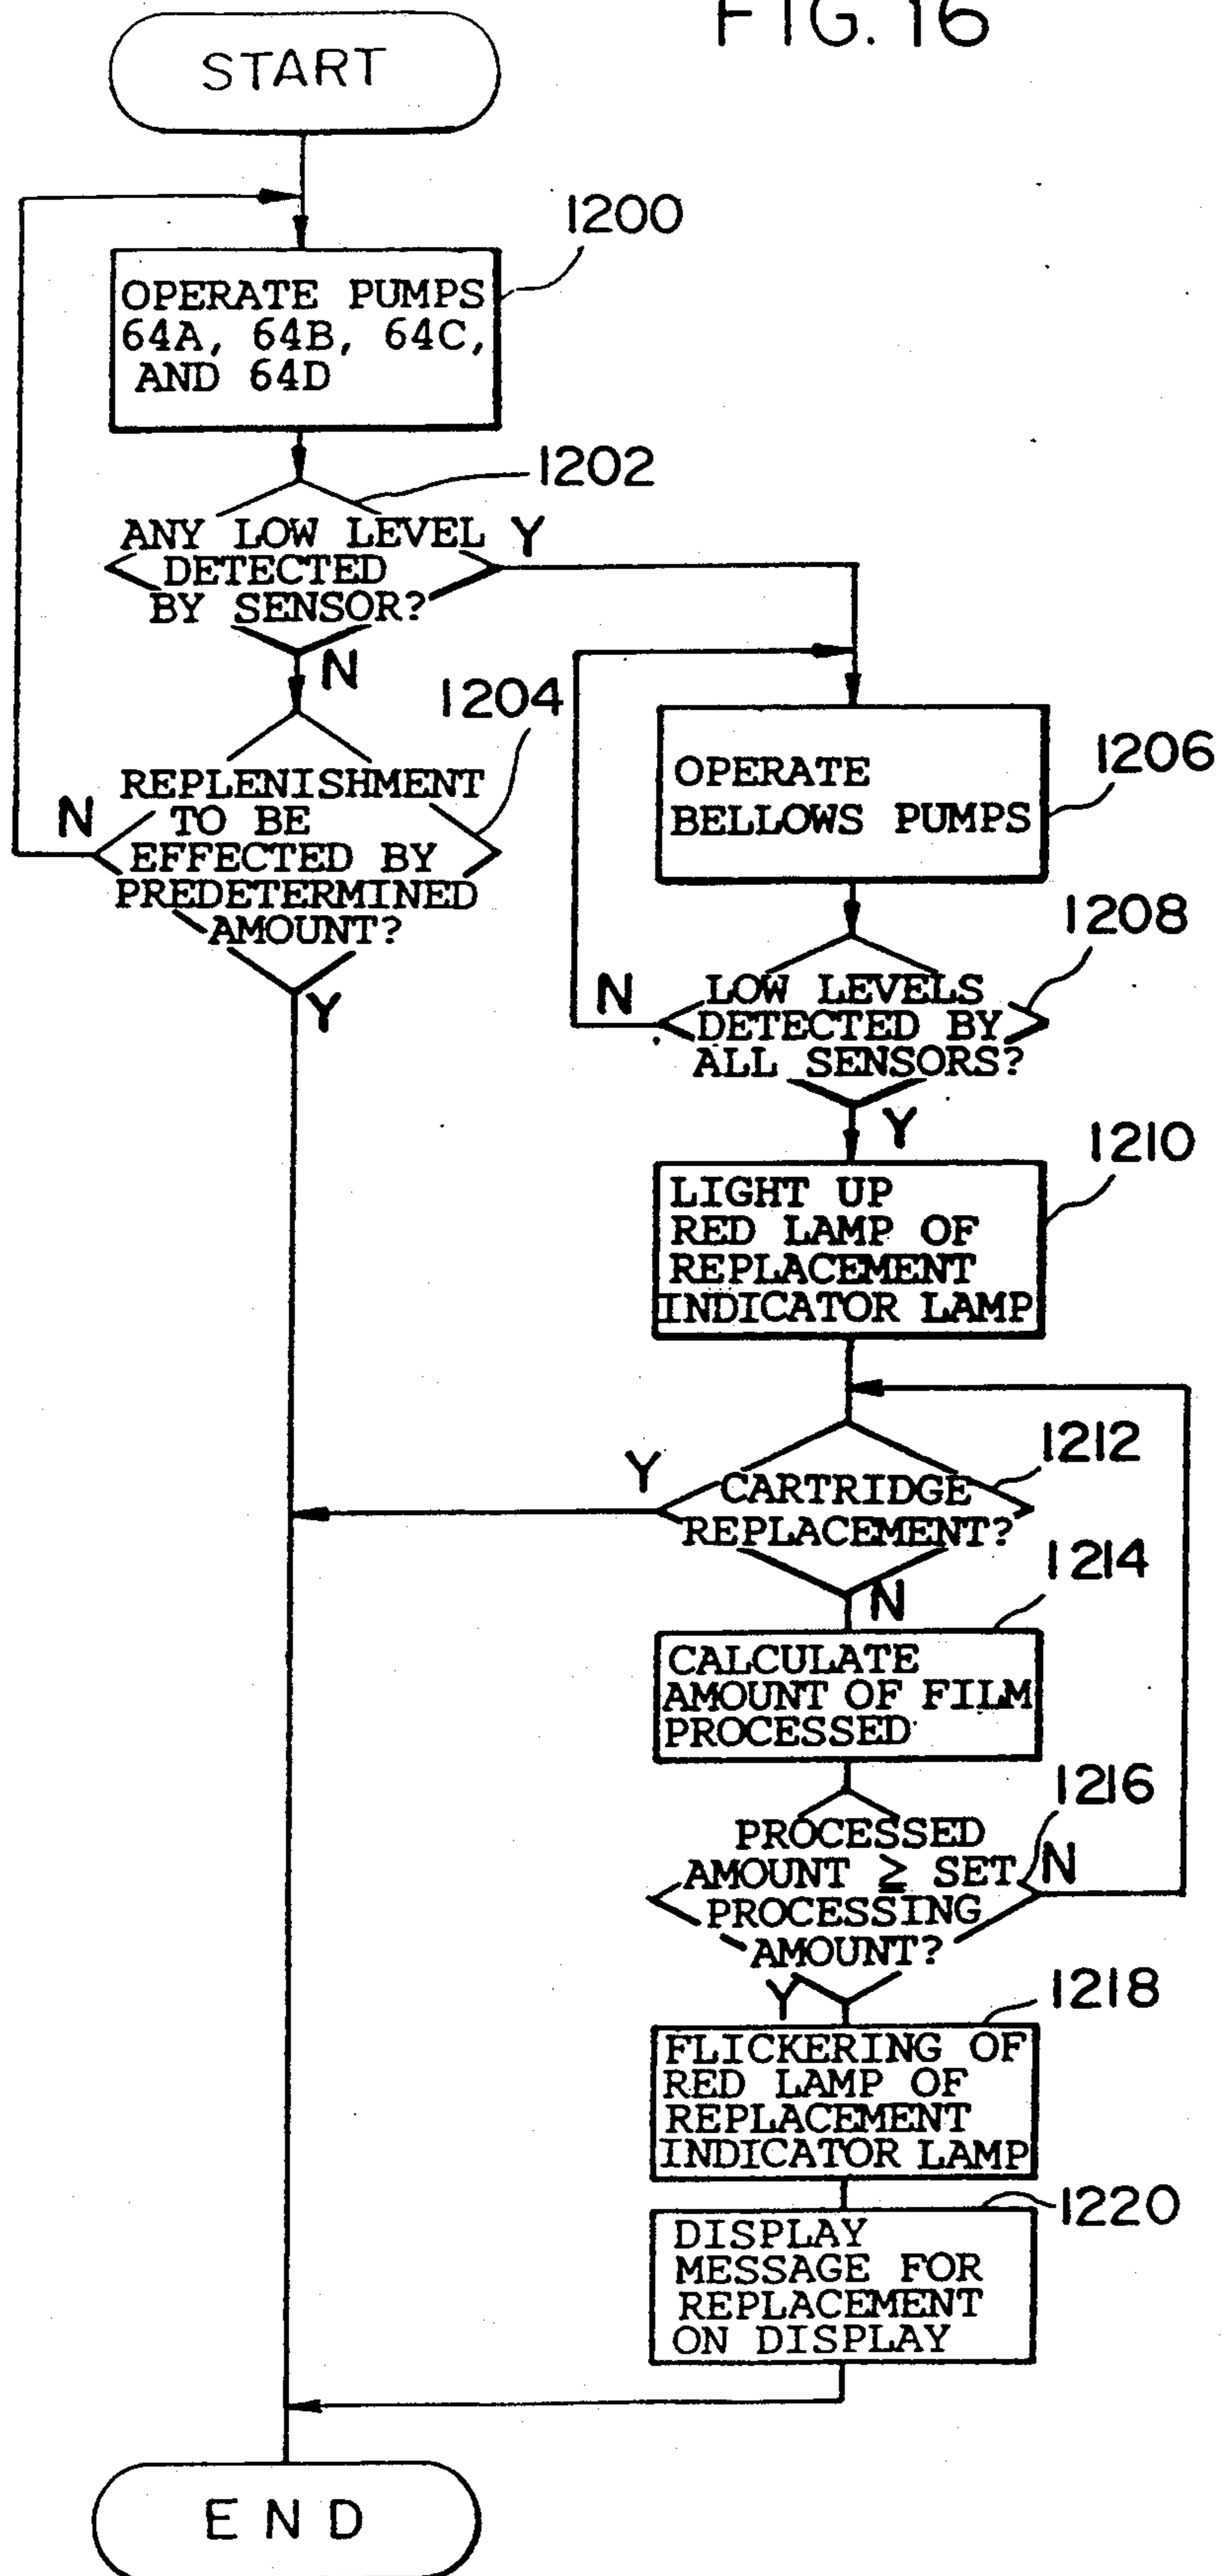 FIG. 16
START
1200
OPERATE PUMPS
64A, 64B, 64C,
AND 64D
1202
ANY LOW LEVEL
DETECTED
BY SENSOR?
Y
N
1204
REPLENISHMENT
TO BE
EFFECTED BY
PREDETERMINED
AMOUNT?
N
Y
1206
OPERATE
BELLOWS PUMPS
1208
LOW LEVELS
DETECTED BY
ALL SENSORS?
N
Y
1210
LIGHT UP
RED LAMP OF
REPLACEMENT
INDICATOR LAMP
1212
CARTRIDGE
REPLACEMENT?
Y
N
1214
CALCULATE
AMOUNT OF FILM
PROCESSED
1216
PROCESSED
AMOUNT ≧ SET
PROCESSING
AMOUNT?
N
Y
1218
FLICKERING OF
RED LAMP OF
REPLACEMENT
INDICATOR LAMP
1220
DISPLAY
MESSAGE FOR
REPLACEMENT
ON DISPLAY
END